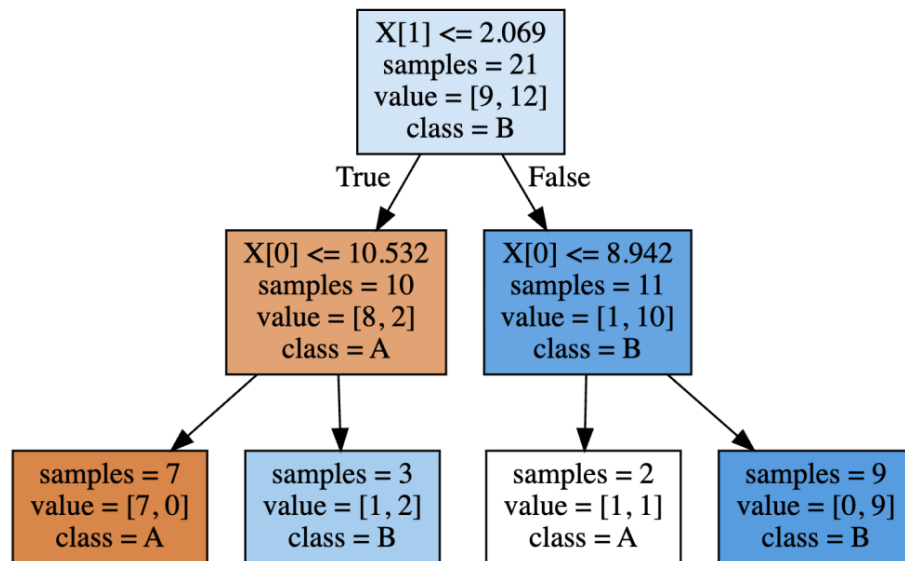 X[1] <= 2.069
samples = 21
value = [9, 12]
class = B
True
False
X[0] <= 10.532
samples = 10
value = [8, 2]
class = A
X[0] <= 8.942
samples = 11
value = [1, 10]
class = B
samples = 7
value = [7, 0]
class = A
samples = 3
value = [1, 2]
class = B
samples = 2
value = [1, 1]
class = A
samples = 9
value = [0, 9]
class = B